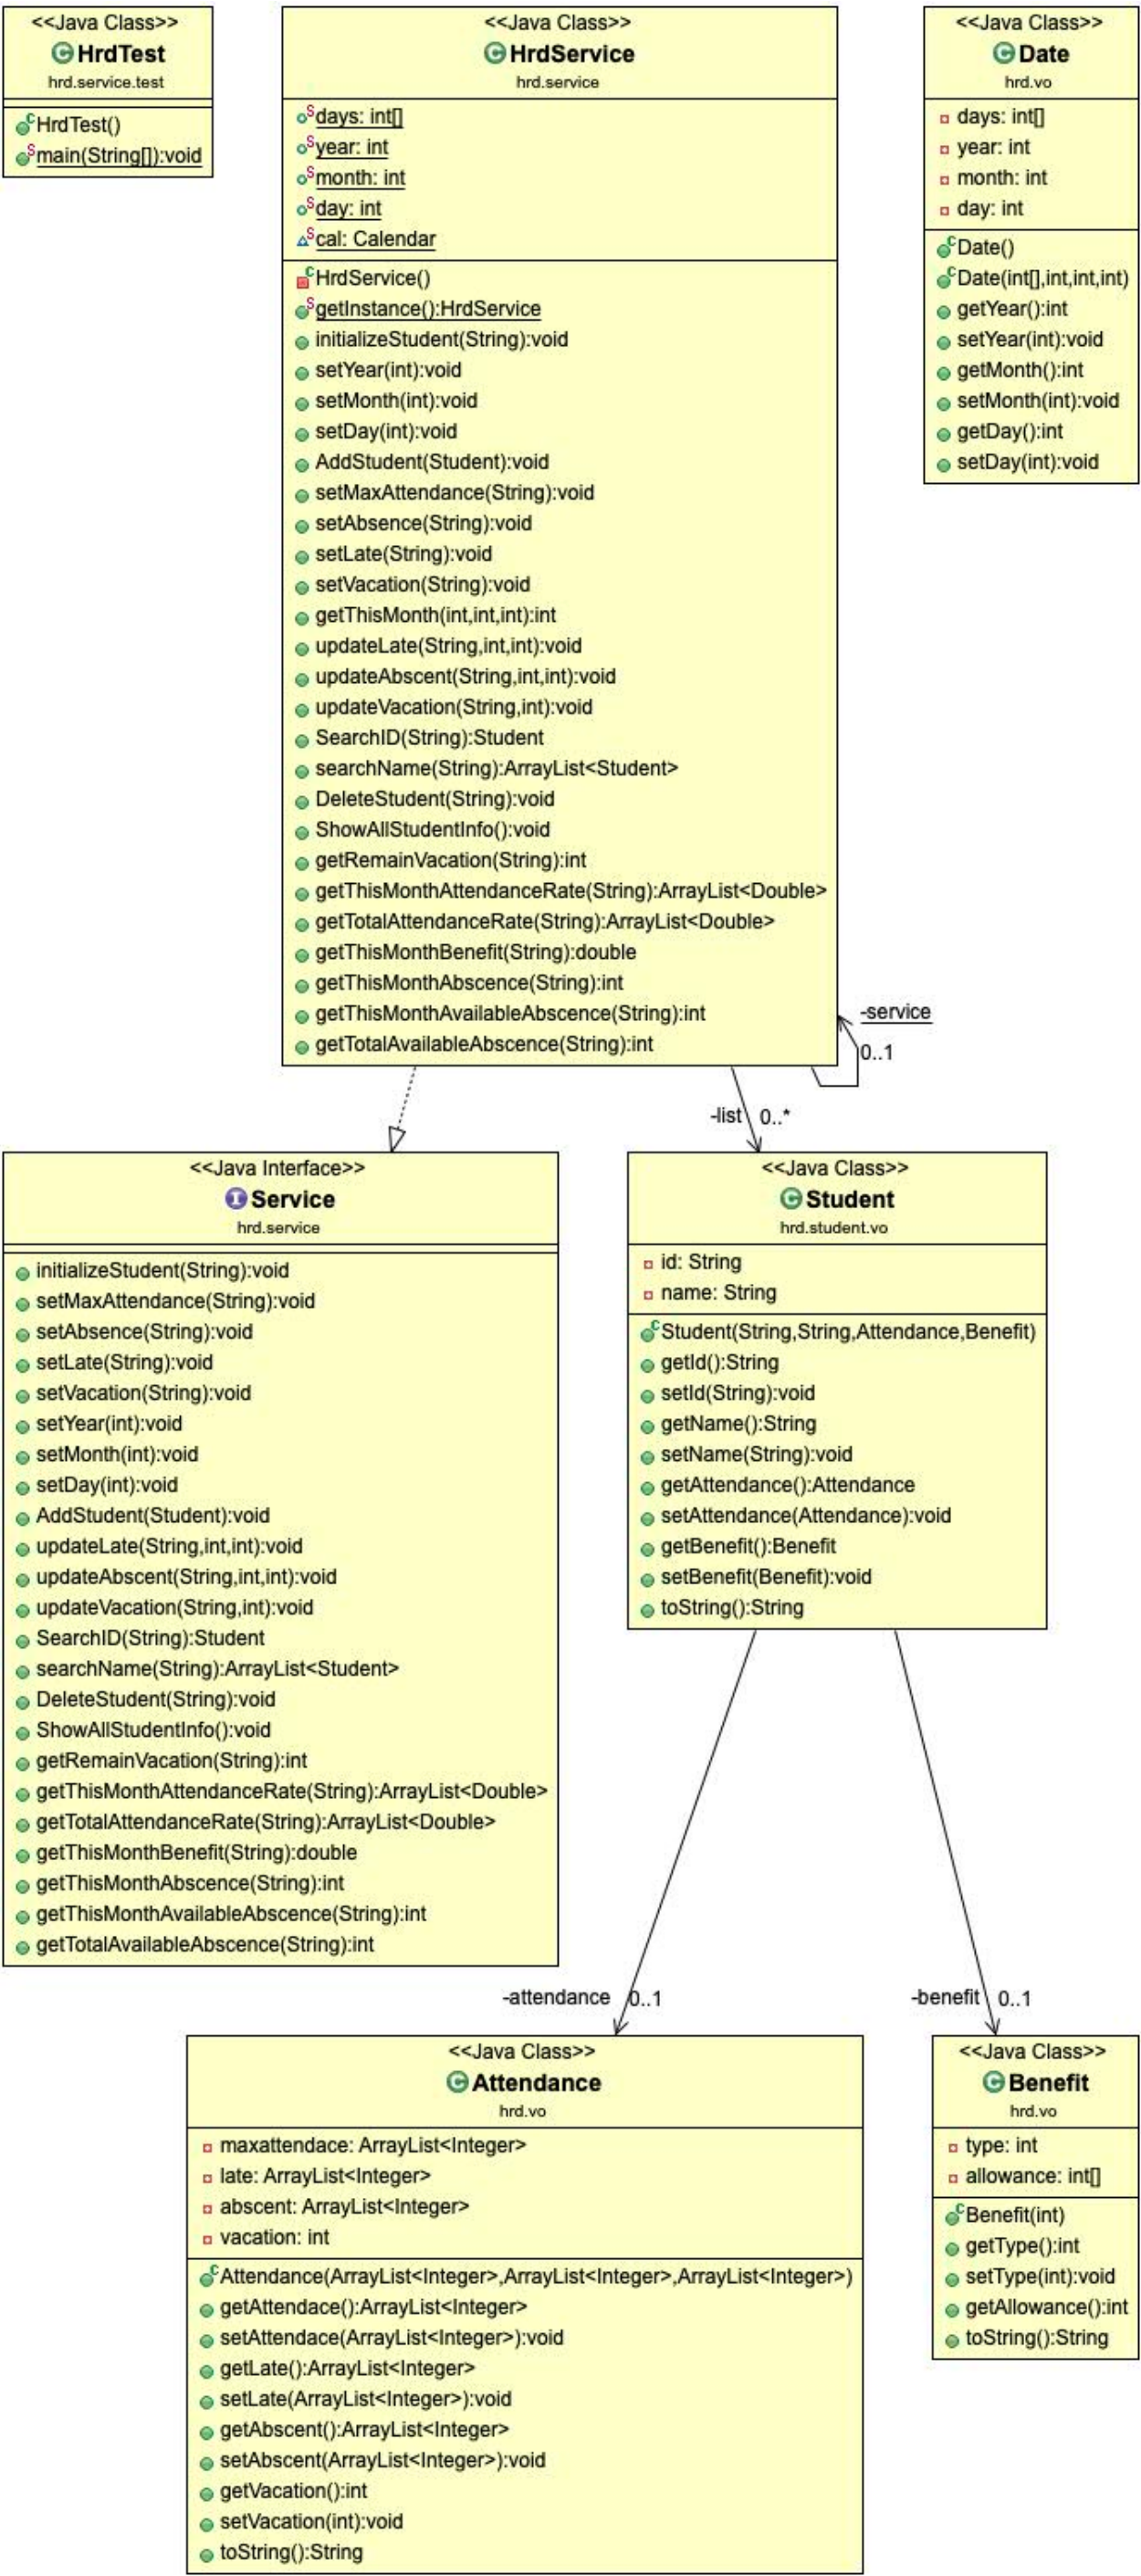 <<Java Class>>
HrdTest
hrd.service.test
HrdTest()
main(String[]):void
<<Java Class>>
HrdService
hrd.service
days: int[]
year: int
month: int
day: int
cal: Calendar
HrdService()
getInstance():HrdService
initializeStudent(String):void
setYear(int):void
setMonth(int):void
setDay(int):void
AddStudent(Student):void
setMaxAttendance(String):void
setAbsence(String):void
setLate(String):void
setVacation(String):void
getThisMonth(int,int,int):int
updateLate(String,int,int):void
updateAbscent(String,int,int):void
updateVacation(String,int):void
SearchID(String):Student
searchName(String):ArrayList<Student>
DeleteStudent(String):void
ShowAllStudentInfo():void
getRemainVacation(String):int
getThisMonthAttendanceRate(String):ArrayList<Double>
getTotalAttendanceRate(String):ArrayList<Double>
getThisMonthBenefit(String):double
getThisMonthAbscence(String):int
getThisMonthAvailableAbscence(String):int
getTotalAvailableAbscence(String):int
<<Java Class>>
Date
hrd.vo
days: int[]
year: int
month: int
day: int
Date()
Date(int[],int,int,int)
getYear():int
setYear(int):void
getMonth():int
setMonth(int):void
getDay():int
setDay(int):void
-service
0..1
-list 0..*
<<Java Interface>>
Service
hrd.service
initializeStudent(String):void
setMaxAttendance(String):void
setAbsence(String):void
setLate(String):void
setVacation(String):void
setYear(int):void
setMonth(int):void
setDay(int):void
AddStudent(Student):void
updateLate(String,int,int):void
updateAbscent(String,int,int):void
updateVacation(String,int):void
SearchID(String):Student
searchName(String):ArrayList<Student>
DeleteStudent(String):void
ShowAllStudentInfo():void
getRemainVacation(String):int
getThisMonthAttendanceRate(String):ArrayList<Double>
getTotalAttendanceRate(String):ArrayList<Double>
getThisMonthBenefit(String):double
getThisMonthAbscence(String):int
getThisMonthAvailableAbscence(String):int
getTotalAvailableAbscence(String):int
<<Java Class>>
Student
hrd.student.vo
id: String
name: String
Student(String,String,Attendance,Benefit)
getId():String
setId(String):void
getName():String
setName(String):void
getAttendance():Attendance
setAttendance(Attendance):void
getBenefit():Benefit
setBenefit(Benefit):void
toString():String
-attendance 0..1
-benefit 0..1
<<Java Class>>
Attendance
hrd.vo
maxattendace: ArrayList<Integer>
late: ArrayList<Integer>
abscent: ArrayList<Integer>
vacation: int
Attendance(ArrayList<Integer>,ArrayList<Integer>,ArrayList<Integer>)
getAttendace():ArrayList<Integer>
setAttendace(ArrayList<Integer>):void
getLate():ArrayList<Integer>
setLate(ArrayList<Integer>):void
getAbscent():ArrayList<Integer>
setAbscent(ArrayList<Integer>):void
getVacation():int
setVacation(int):void
toString():String
<<Java Class>>
Benefit
hrd.vo
type: int
allowance: int[]
Benefit(int)
getType():int
setType(int):void
getAllowance():int
toString():String